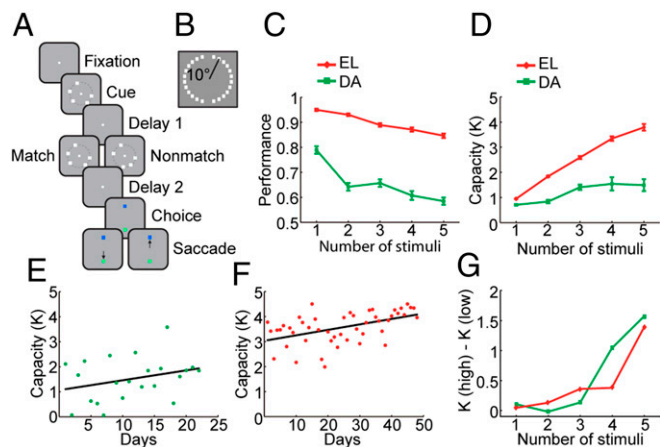 A
Fixation
Cue
Delay 1
Match
Nonmatch
Delay 2
Choice
Saccade
B
10°
C
EL
DA
Performance
1
0.9
0.8
0.7
0.6
0.5
1 2 3 4 5
Number of stimuli
D
EL
DA
Capacity (K)
5
4
3
2
1
0
1 2 3 4 5
Number of stimuli
E
Capacity (K)
5
4
3
2
1
0
5 10 15 20 25
Days
F
Capacity (K)
5
4
3
2
1
0
0 10 20 30 40 50
Days
G
K (high) - K (low)
1.5
1
0.5
0
1 2 3 4 5
Number of stimuli